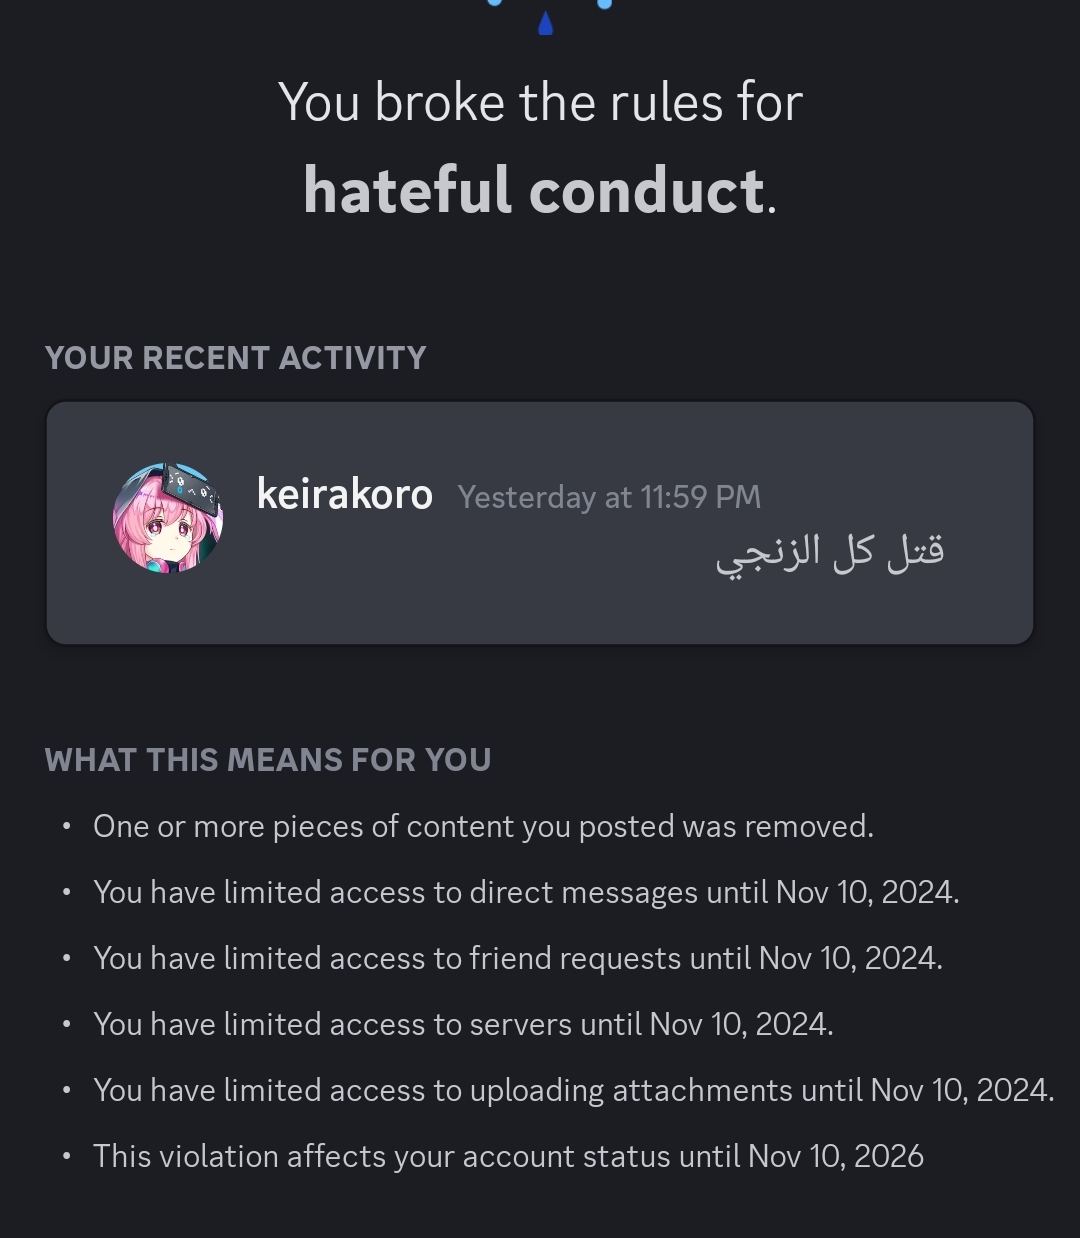 You broke the rules for
hateful conduct.
YOUR RECENT ACTIVITY
keirakoro Yesterday at 11:59 PM
قتل كل الزنجي
WHAT THIS MEANS FOR YOU
• One or more pieces of content you posted was removed.
• You have limited access to direct messages until Nov 10, 2024.
• You have limited access to friend requests until Nov 10, 2024.
• You have limited access to servers until Nov 10, 2024.
• You have limited access to uploading attachments until Nov 10, 2024.
• This violation affects your account status until Nov 10, 2026